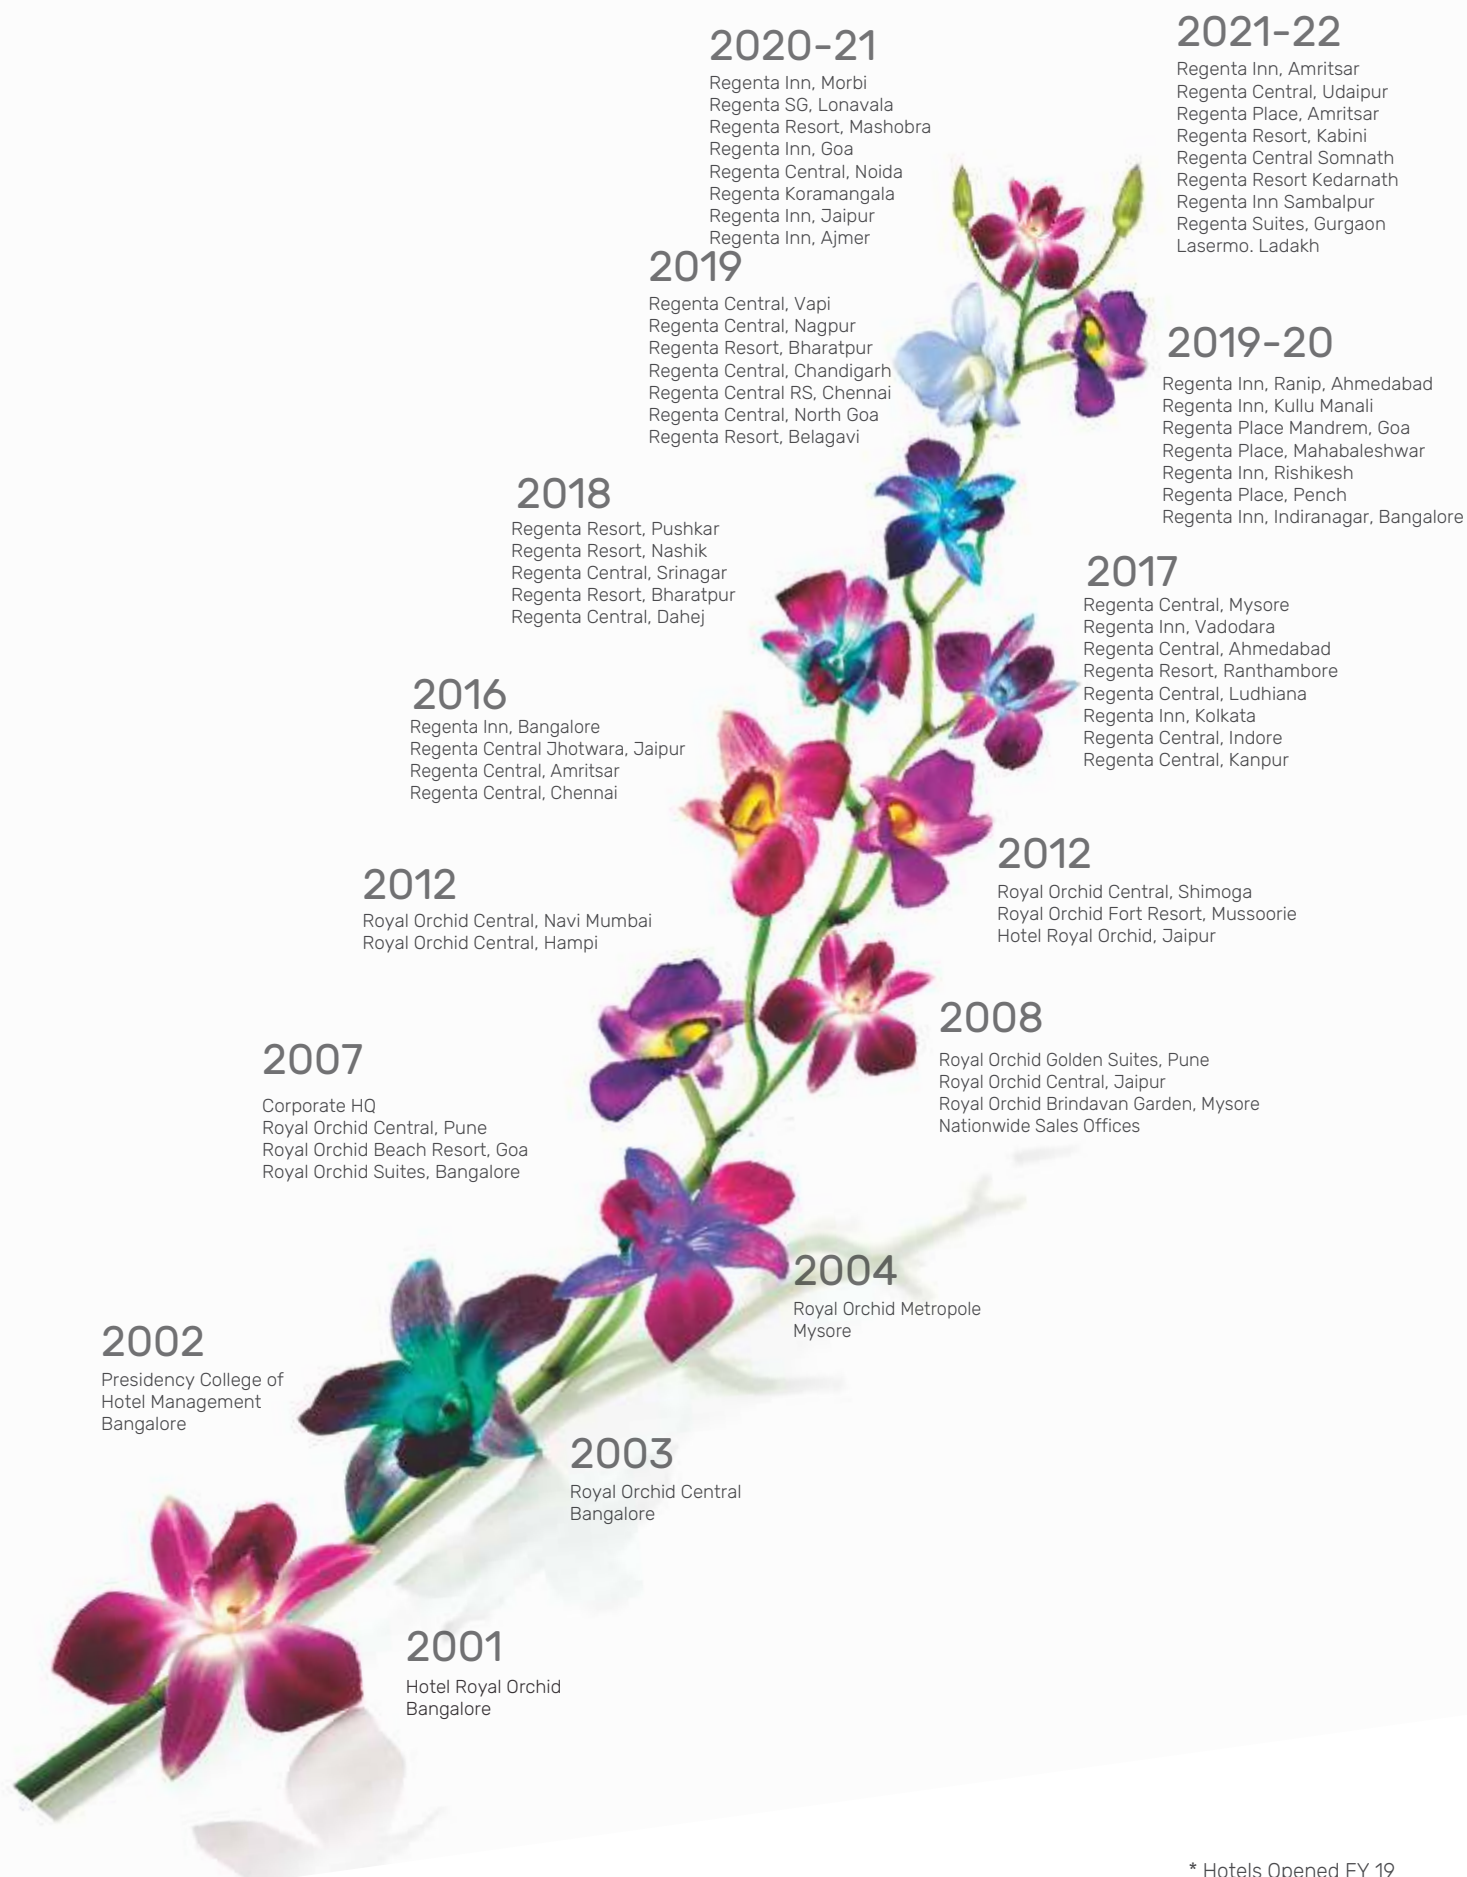 2020-21
Regenta Inn, Morbi
Regenta SG, Lonavala
Regenta Resort, Mashobra
Regenta Inn, Goa
Regenta Central, Noida
Regenta Koramangala
Regenta Inn, Jaipur
Regenta Inn, Ajmer
2021-22
Regenta Inn, Amritsar
Regenta Central, Udaipur
Regenta Place, Amritsar
Regenta Resort, Kabini
Regenta Central Somnath
Regenta Resort Kedarnath
Regenta Inn Sambalpur
Regenta Suites, Gurgaon
Lasermo. Ladakh
2019
Regenta Central, Vapi
Regenta Central, Nagpur
Regenta Resort, Bharatpur
Regenta Central, Chandigarh
Regenta Central RS, Chennai
Regenta Central, North Goa
Regenta Resort, Belagavi
2019-20
Regenta Inn, Ranip, Ahmedabad
Regenta Inn, Kullu Manali
Regenta Place Mandrem, Goa
Regenta Place, Mahabaleshwar
Regenta Inn, Rishikesh
Regenta Place, Pench
Regenta Inn, Indiranagar, Bangalore
2018
Regenta Resort, Pushkar
Regenta Resort, Nashik
Regenta Central, Srinagar
Regenta Resort, Bharatpur
Regenta Central, Dahej
2017
Regenta Central, Mysore
Regenta Inn, Vadodara
Regenta Central, Ahmedabad
Regenta Resort, Ranthambore
Regenta Central, Ludhiana
Regenta Inn, Kolkata
Regenta Central, Indore
Regenta Central, Kanpur
2016
Regenta Inn, Bangalore
Regenta Central Jhotwara, Jaipur
Regenta Central, Amritsar
Regenta Central, Chennai
2012
Royal Orchid Central, Shimoga
Royal Orchid Fort Resort, Mussoorie
Hotel Royal Orchid, Jaipur
2012
Royal Orchid Central, Navi Mumbai
Royal Orchid Central, Hampi
2008
Royal Orchid Golden Suites, Pune
Royal Orchid Central, Jaipur
Royal Orchid Brindavan Garden, Mysore
Nationwide Sales Offices
2007
Corporate HQ
Royal Orchid Central, Pune
Royal Orchid Beach Resort, Goa
Royal Orchid Suites, Bangalore
2004
Royal Orchid Metropole
Mysore
2002
Presidency College of
Hotel Management
Bangalore
2003
Royal Orchid Central
Bangalore
2001
Hotel Royal Orchid
Bangalore
* Hotels Opened FY 19